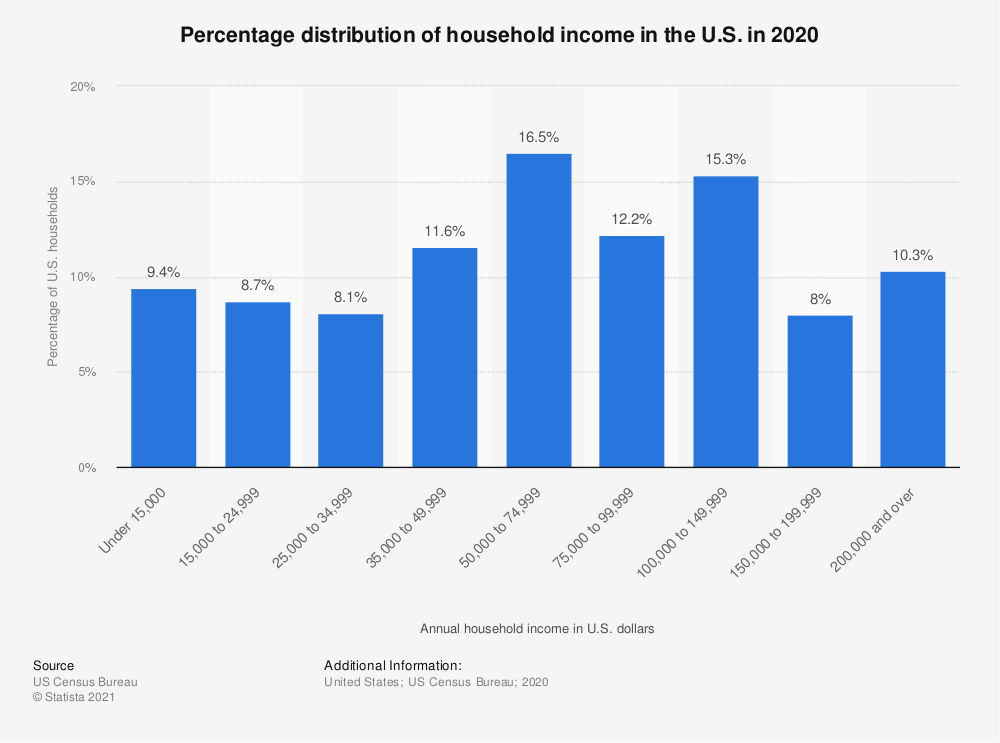 Percentage distribution of household income in the U.S. in 2020
Percentage of U.S. households
20%
15%
10%
5%
0%
9.4%
8.7%
8.1%
11.6%
16.5%
12.2%
15.3%
8%
10.3%
Under 15,000
15,000 to 24,999
25,000 to 34,999
35,000 to 49,999
50,000 to 74,999
75,000 to 99,999
100,000 to 149,999
150,000 to 199,999
200,000 and over
Annual household income in U.S. dollars
Source
US Census Bureau
© Statista 2021
Additional Information:
United States; US Census Bureau; 2020